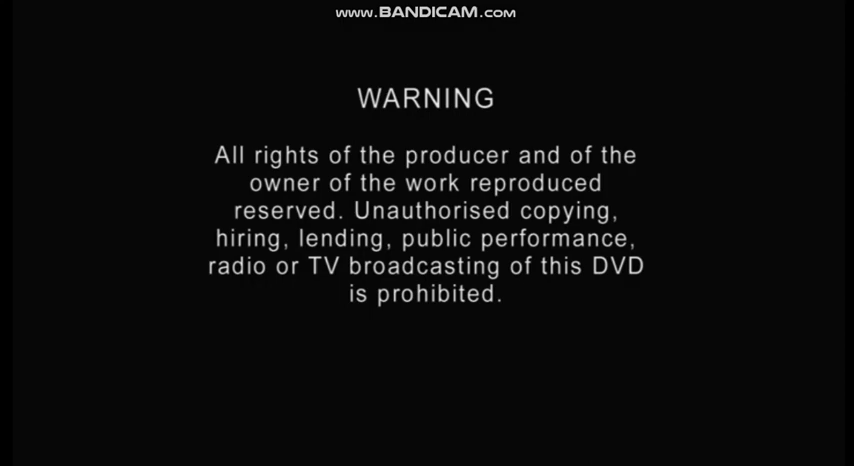 www.BANDICAM.com
WARNING
All rights of the producer and of the
owner of the work reproduced
reserved. Unauthorised copying,
hiring, lending, public performance,
radio or TV broadcasting of this DVD
is prohibited.